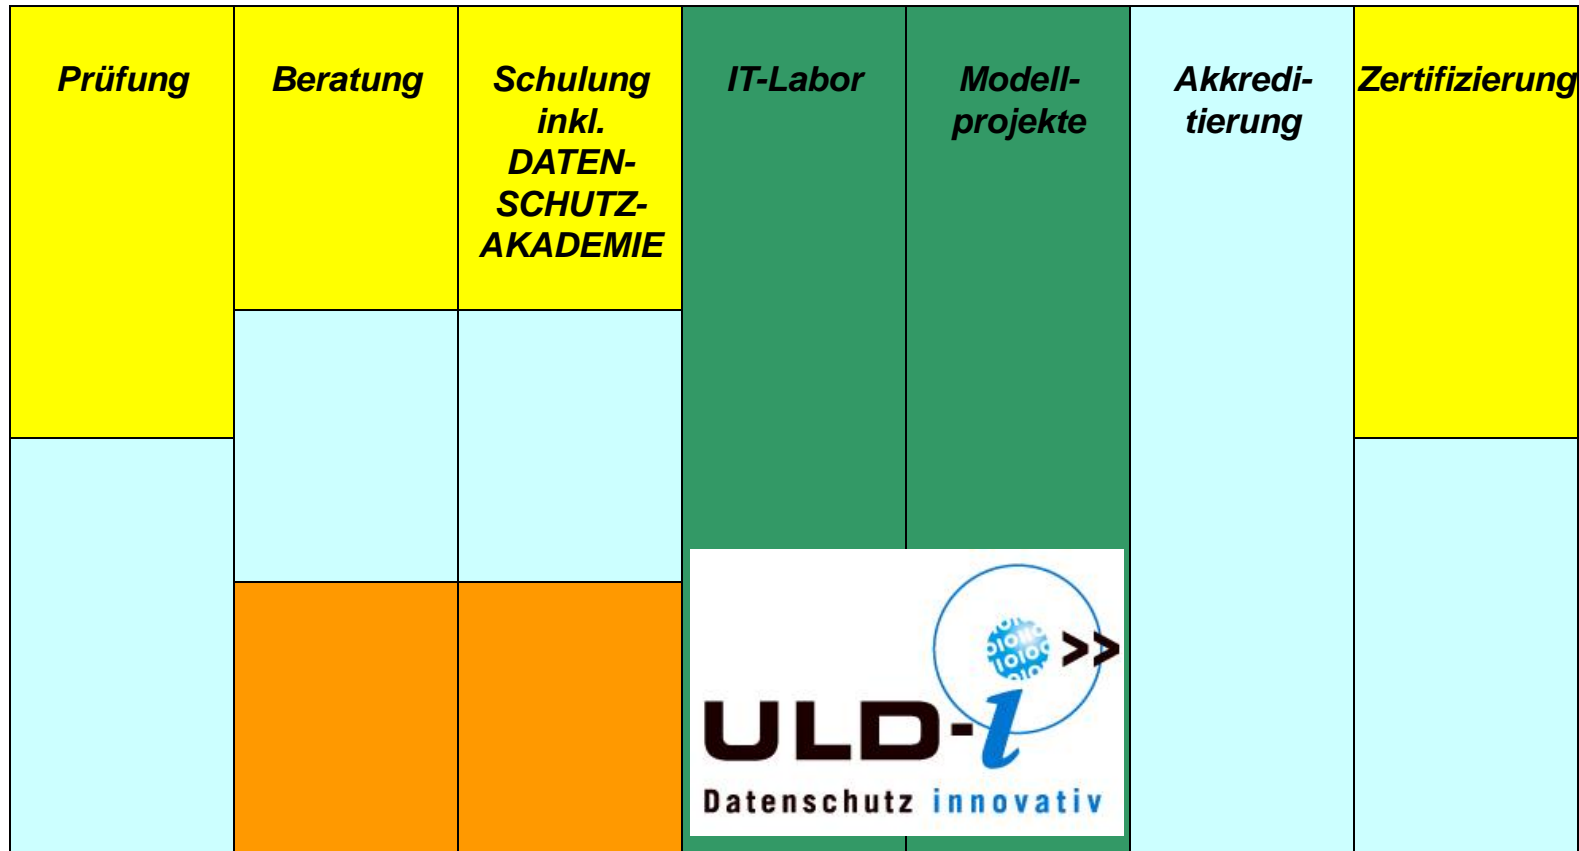 Prüfung
Beratung
Schulung
inkl.
DATEN-
SCHUTZ-
AKADEMIE
IT-Labor
Modell-
projekte
Akkredi-
tierung
Zertifizierung
>>
ULD-i
Datenschutz innovativ